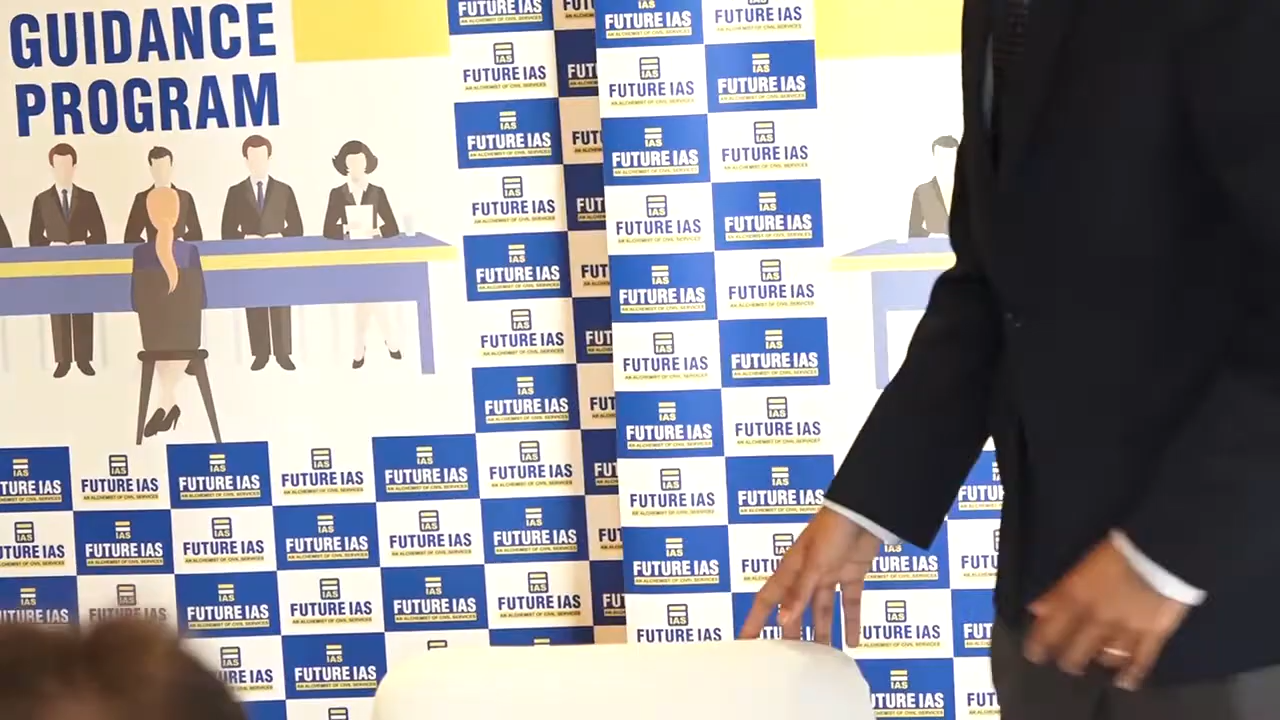 GUIDANCE
PROGRAM
IAS
FUTURE IAS
AN ALCHEMIST OF CIVIL SERVICES